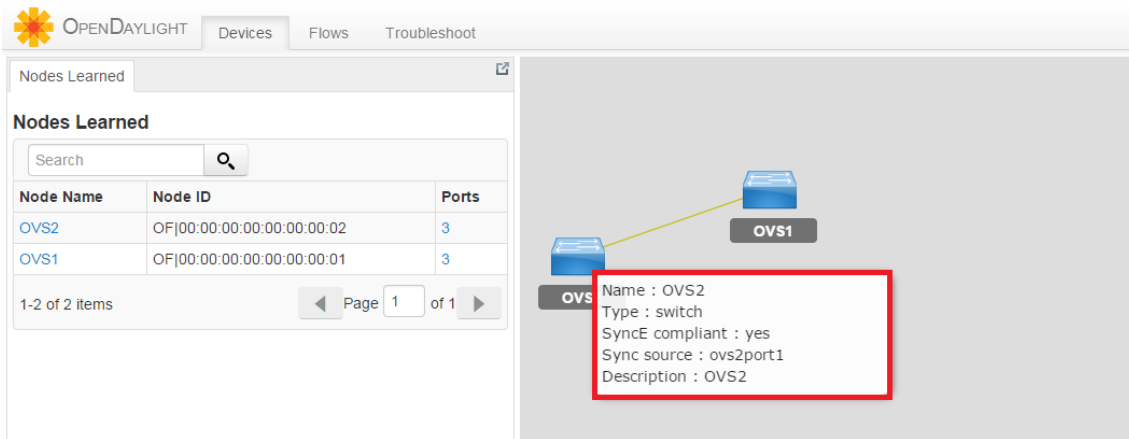 OPENDAYLIGHT Devices Flows Troubleshoot
Nodes Learned
Nodes Learned
Search
Node Name Node ID Ports
OVS2 OF|00:00:00:00:00:00:00:02 3
OVS1 OF|00:00:00:00:00:00:00:01 3
1-2 of 2 items Page 1 of 1
OVS1
OVS
Name : OVS2
Type : switch
SyncE compliant : yes
Sync source : ovs2port1
Description : OVS2